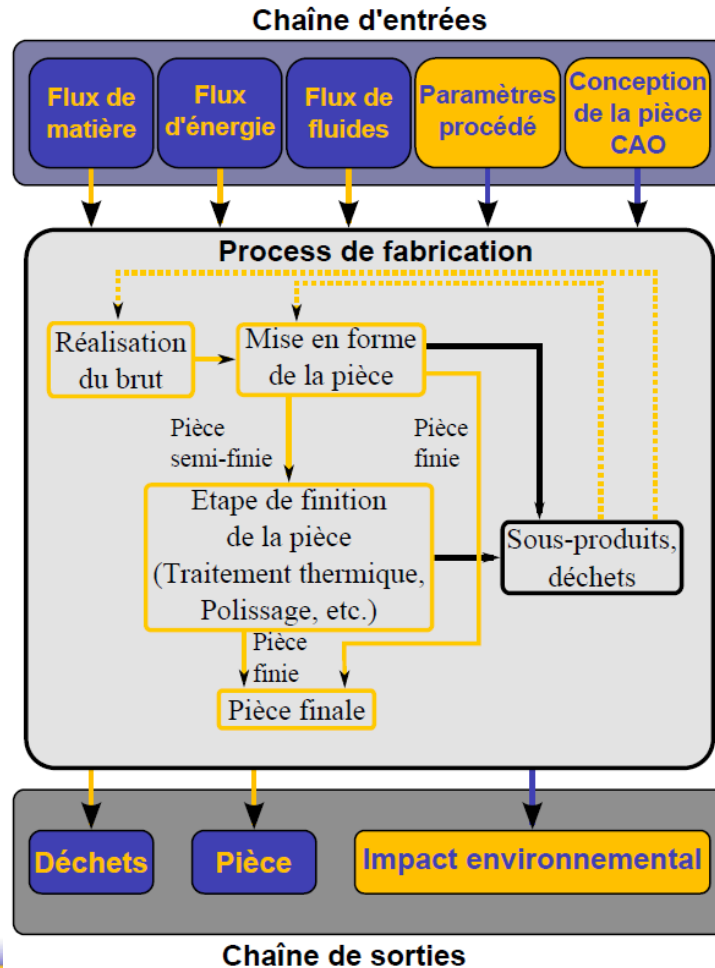 Chaîne d'entrées
Flux de
matière
Flux
d'énergie
Flux de
fluides
Paramètres
procédé
Conception
de la pièce
CAO
Process de fabrication
Réalisation
du brut
Mise en forme
de la pièce
Pièce
semi-finie
Pièce
finie
Etape de finition
de la pièce
(Traitement thermique,
Polissage, etc.)
Sous-produits,
déchets
Pièce
finie
Pièce finale
Déchets
Pièce
Impact environnemental
Chaîne de sorties